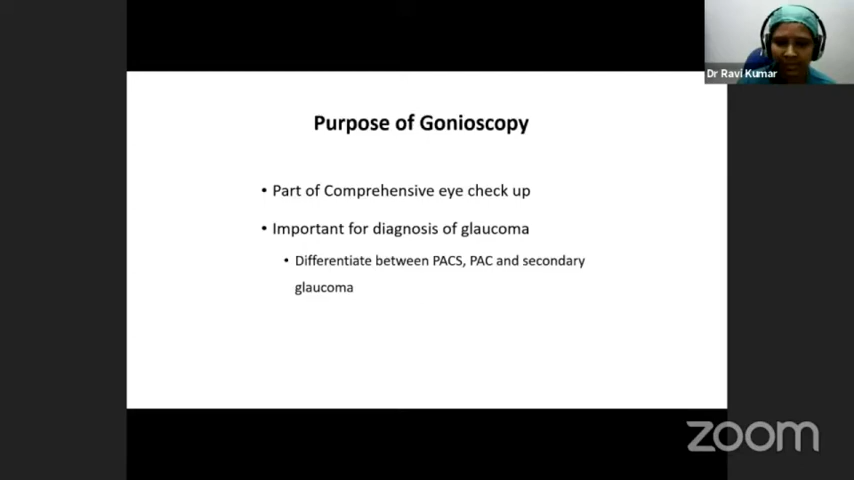 Dr Ravi Kumar
Purpose of Gonioscopy
• Part of Comprehensive eye check up
• Important for diagnosis of glaucoma
• Differentiate between PACS, PAC and secondary
glaucoma
zoom